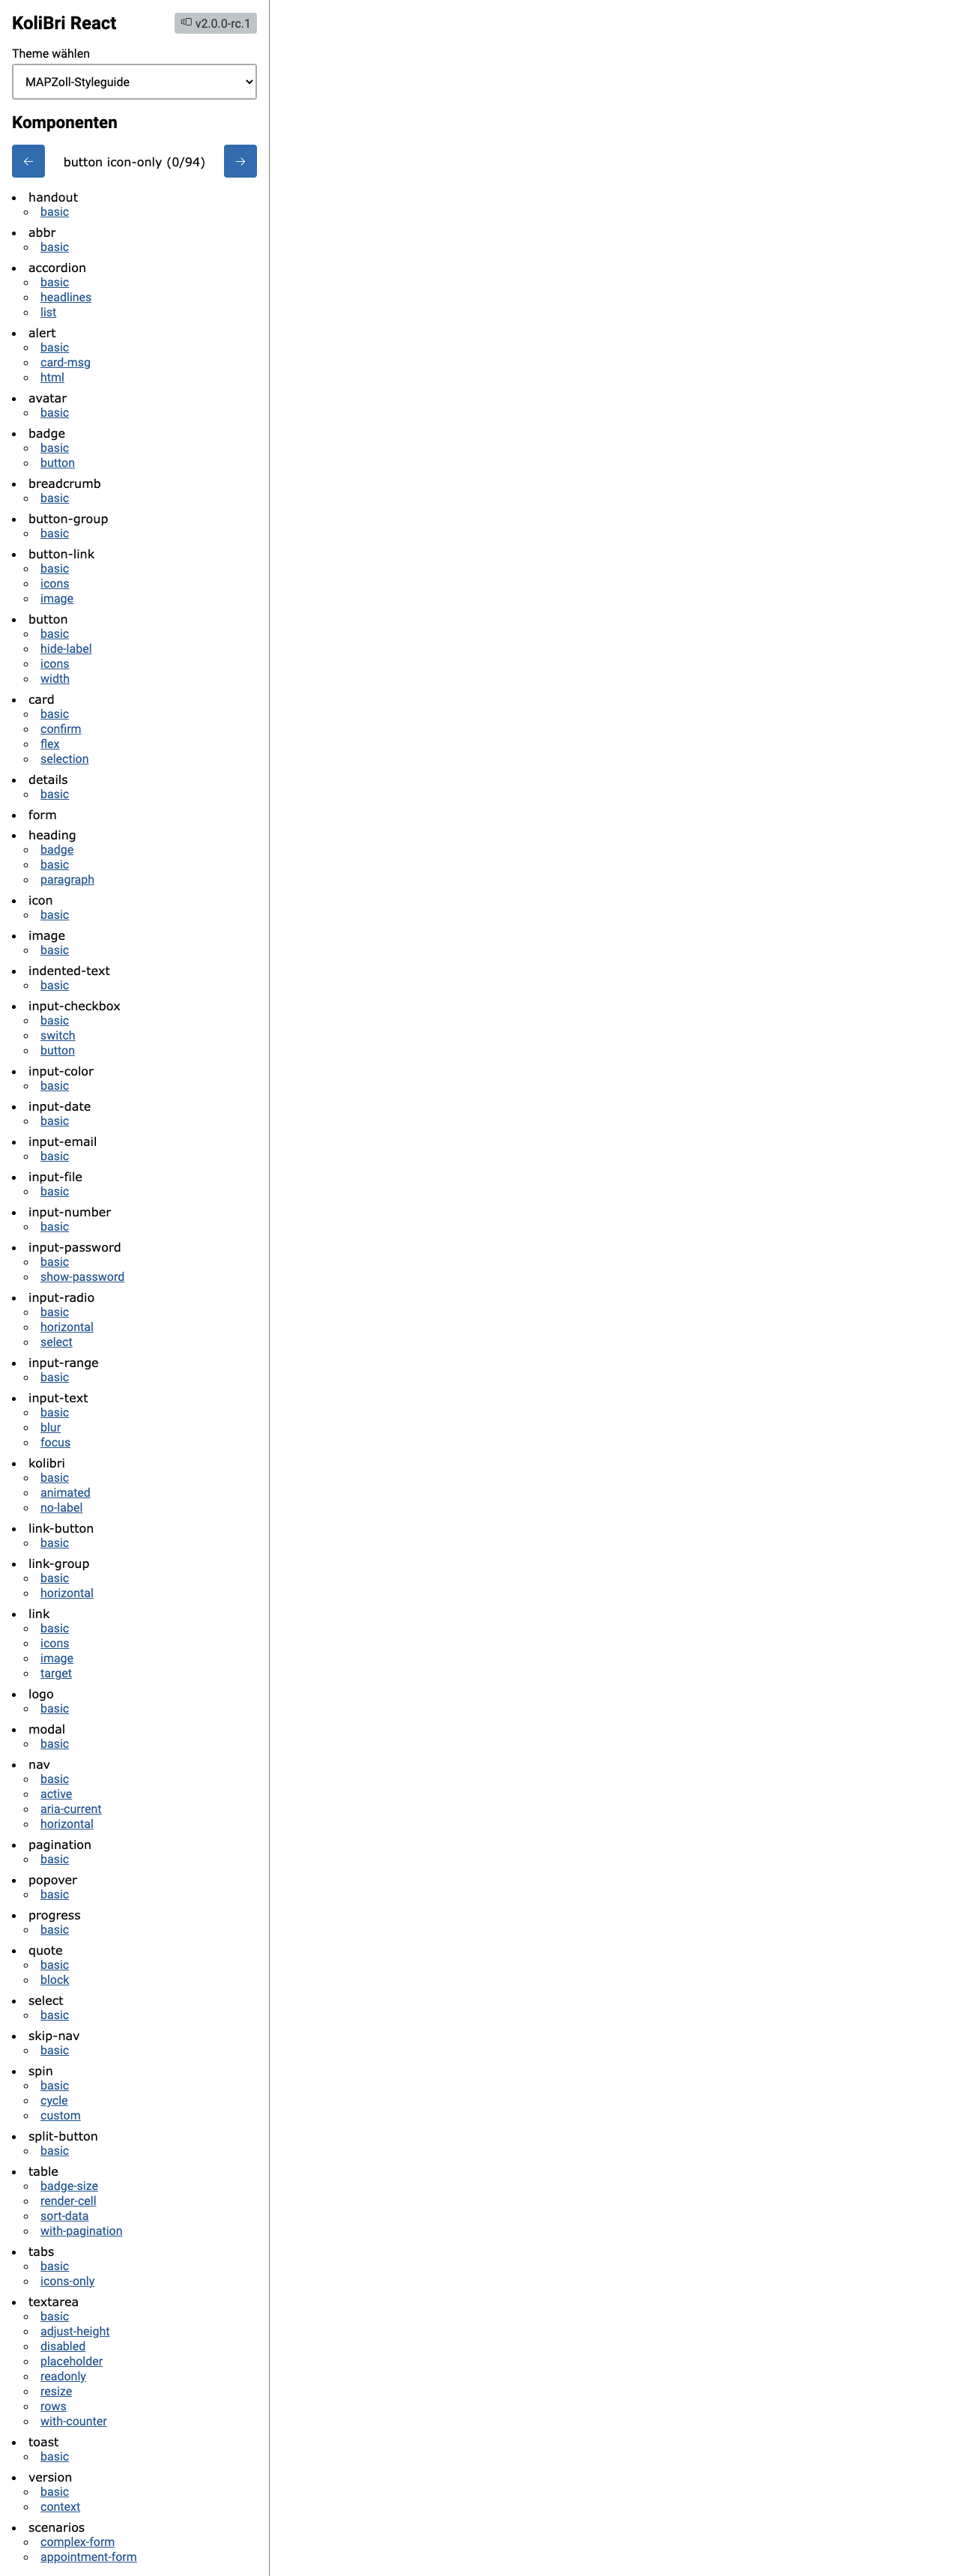 KoliBri React
v2.0.0-rc.1
Theme wählen
MAPZoll-Styleguide
Komponenten
← button icon-only (0/94) →
handout
basic
abbr
basic
accordion
basic
headlines
list
alert
basic
card-msg
html
avatar
basic
badge
basic
button
breadcrumb
basic
button-group
basic
button-link
basic
icons
image
button
basic
hide-label
icons
width
card
basic
confirm
flex
selection
details
basic
form
heading
badge
basic
paragraph
icon
basic
image
basic
indented-text
basic
input-checkbox
basic
switch
button
input-color
basic
input-date
basic
input-email
basic
input-file
basic
input-number
basic
input-password
basic
show-password
input-radio
basic
horizontal
select
input-range
basic
input-text
basic
blur
focus
kolibri
basic
animated
no-label
link-button
basic
link-group
basic
horizontal
link
basic
icons
image
target
logo
basic
modal
basic
nav
basic
active
aria-current
horizontal
pagination
basic
popover
basic
progress
basic
quote
basic
block
select
basic
skip-nav
basic
spin
basic
cycle
custom
split-button
basic
table
badge-size
render-cell
sort-data
with-pagination
tabs
basic
icons-only
textarea
basic
adjust-height
disabled
placeholder
readonly
resize
rows
with-counter
toast
basic
version
basic
context
scenarios
complex-form
appointment-form